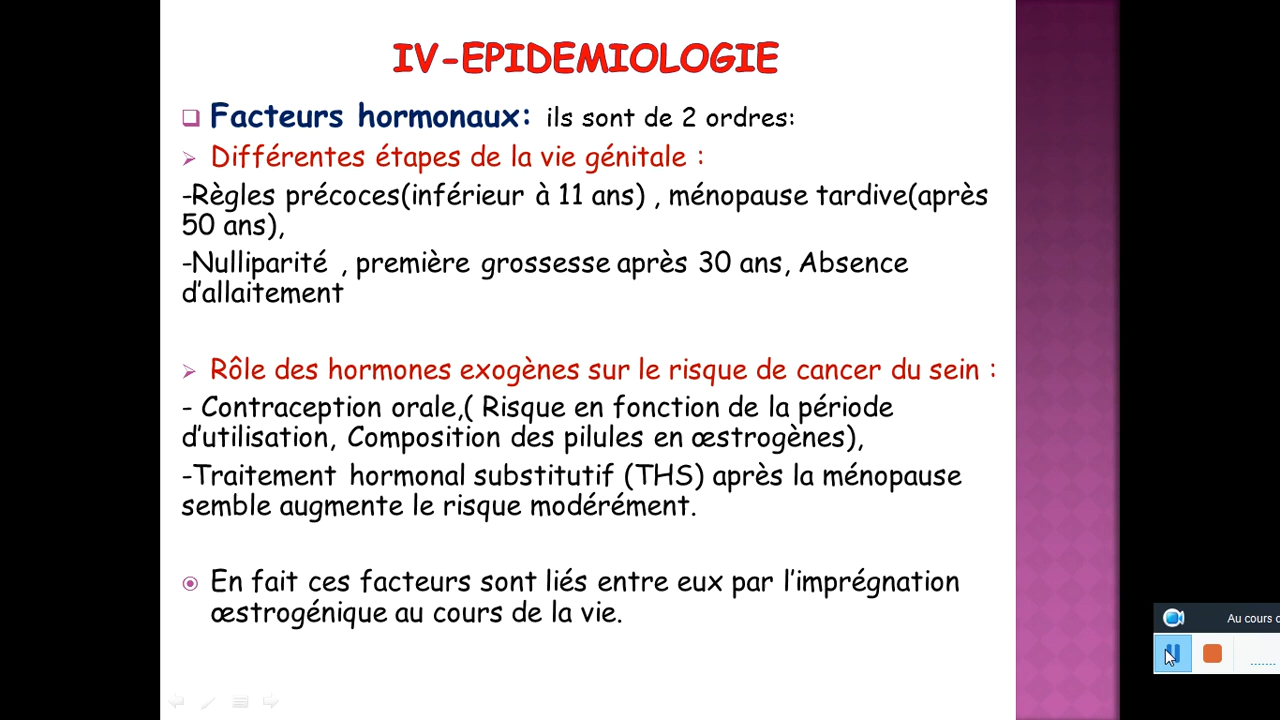 IV-EPIDEMIOLOGIE
Facteurs hormonaux: ils sont de 2 ordres:
Différentes étapes de la vie génitale :
-Règles précoces(inférieur à 11 ans) , ménopause tardive(après
50 ans),
-Nulliparité , première grossesse après 30 ans, Absence
d’allaitement
Rôle des hormones exogènes sur le risque de cancer du sein :
- Contraception orale,( Risque en fonction de la période
d’utilisation, Composition des pilules en œstrogènes),
-Traitement hormonal substitutif (THS) après la ménopause
semble augmente le risque modérément.
En fait ces facteurs sont liés entre eux par l’imprégnation
œstrogénique au cours de la vie.
Au cours